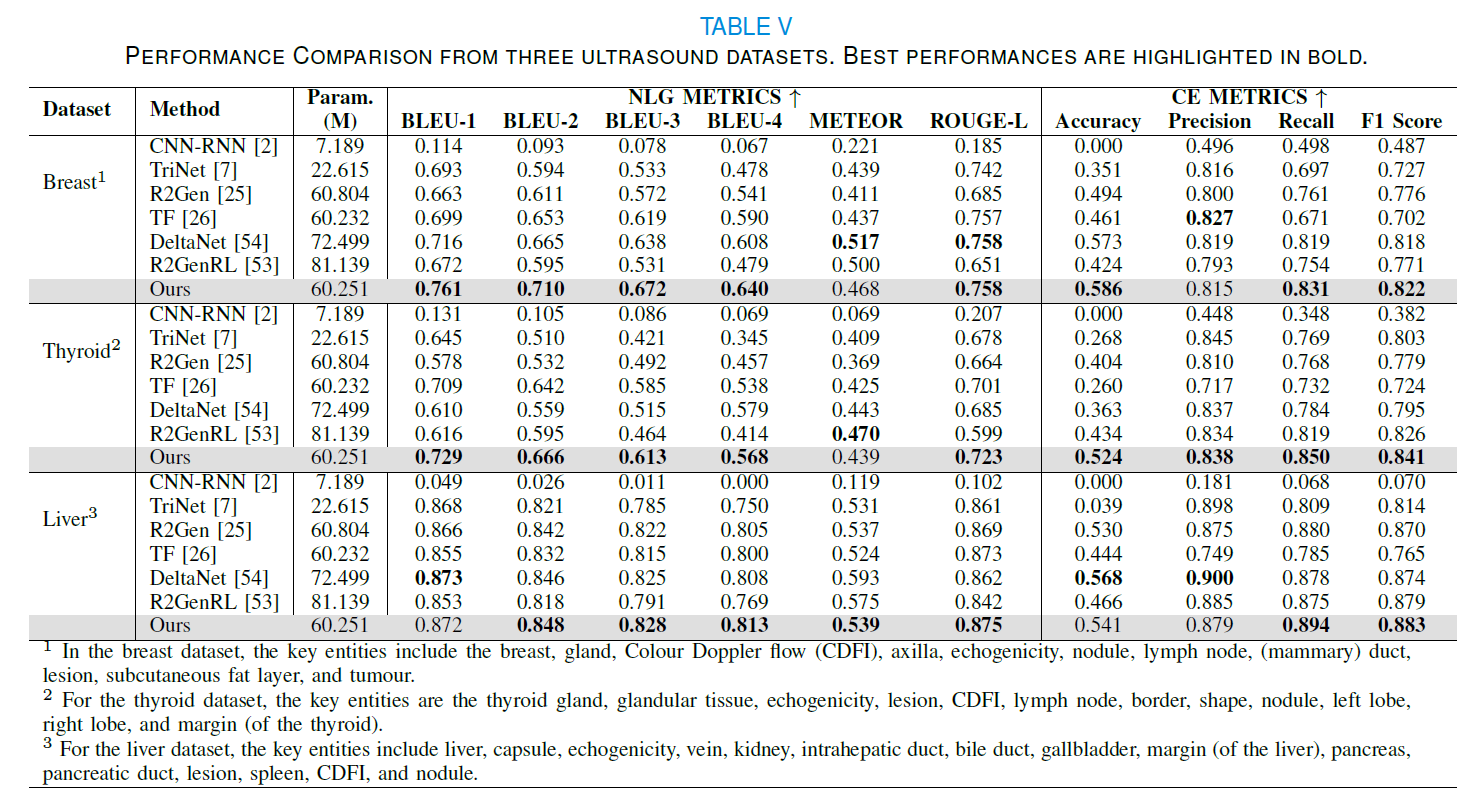 TABLE V
PERFORMANCE COMPARISON FROM THREE ULTRASOUND DATASETS. BEST PERFORMANCES ARE HIGHLIGHTED IN BOLD.
Dataset Method Param. (M) NLG METRICS ↑ CE METRICS ↑
BLEU-1 BLEU-2 BLEU-3 BLEU-4 METEOR ROUGE-L Accuracy Precision Recall F1 Score
Breast¹ CNN-RNN [2] 7.189 0.114 0.093 0.078 0.067 0.221 0.185 0.000 0.496 0.498 0.487
TriNet [7] 22.615 0.693 0.594 0.533 0.478 0.439 0.742 0.351 0.816 0.697 0.727
R2Gen [25] 60.804 0.663 0.611 0.572 0.541 0.411 0.685 0.494 0.800 0.761 0.776
TF [26] 60.232 0.699 0.653 0.619 0.590 0.437 0.757 0.461 0.827 0.671 0.702
DeltaNet [54] 72.499 0.716 0.665 0.638 0.608 0.517 0.758 0.573 0.819 0.819 0.818
R2GenRL [53] 81.139 0.672 0.595 0.531 0.479 0.500 0.651 0.424 0.793 0.754 0.771
Ours 60.251 0.761 0.710 0.672 0.640 0.468 0.758 0.586 0.815 0.831 0.822
Thyroid² CNN-RNN [2] 7.189 0.131 0.105 0.086 0.069 0.069 0.207 0.000 0.448 0.348 0.382
TriNet [7] 22.615 0.645 0.510 0.421 0.345 0.409 0.678 0.268 0.845 0.769 0.803
R2Gen [25] 60.804 0.578 0.532 0.492 0.457 0.369 0.664 0.404 0.810 0.768 0.779
TF [26] 60.232 0.709 0.642 0.585 0.538 0.425 0.701 0.260 0.717 0.732 0.724
DeltaNet [54] 72.499 0.610 0.559 0.515 0.579 0.443 0.685 0.363 0.837 0.784 0.795
R2GenRL [53] 81.139 0.616 0.595 0.464 0.414 0.470 0.599 0.434 0.834 0.819 0.826
Ours 60.251 0.729 0.666 0.613 0.568 0.439 0.723 0.524 0.838 0.850 0.841
Liver³ CNN-RNN [2] 7.189 0.049 0.026 0.011 0.000 0.119 0.102 0.000 0.181 0.068 0.070
TriNet [7] 22.615 0.868 0.821 0.785 0.750 0.531 0.861 0.039 0.898 0.809 0.814
R2Gen [25] 60.804 0.866 0.842 0.822 0.805 0.537 0.869 0.530 0.875 0.880 0.870
TF [26] 60.232 0.855 0.832 0.815 0.800 0.524 0.873 0.444 0.749 0.785 0.765
DeltaNet [54] 72.499 0.873 0.846 0.825 0.808 0.593 0.862 0.568 0.900 0.878 0.874
R2GenRL [53] 81.139 0.853 0.818 0.791 0.769 0.575 0.842 0.466 0.885 0.875 0.879
Ours 60.251 0.872 0.848 0.828 0.813 0.539 0.875 0.541 0.879 0.894 0.883
¹ In the breast dataset, the key entities include the breast, gland, Colour Doppler flow (CDFI), axilla, echogenicity, nodule, lymph node, (mammary) duct,
lesion, subcutaneous fat layer, and tumour.
² For the thyroid dataset, the key entities are the thyroid gland, glandular tissue, echogenicity, lesion, CDFI, lymph node, border, shape, nodule, left lobe,
right lobe, and margin (of the thyroid).
³ For the liver dataset, the key entities include liver, capsule, echogenicity, vein, kidney, intrahepatic duct, bile duct, gallbladder, margin (of the liver), pancreas,
pancreatic duct, lesion, spleen, CDFI, and nodule.